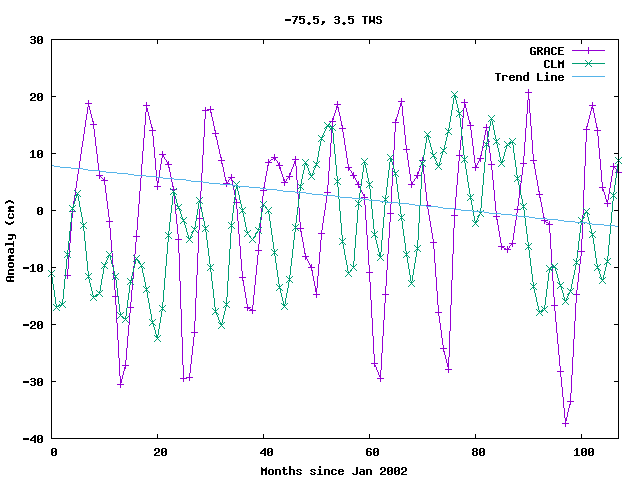 -75.5, 3.5 TWS
GRACE
CLM
Trend Line
30
20
10
0
-10
-20
-30
-40
Anomaly (cm)
0 20 40 60 80 100
Months since Jan 2002